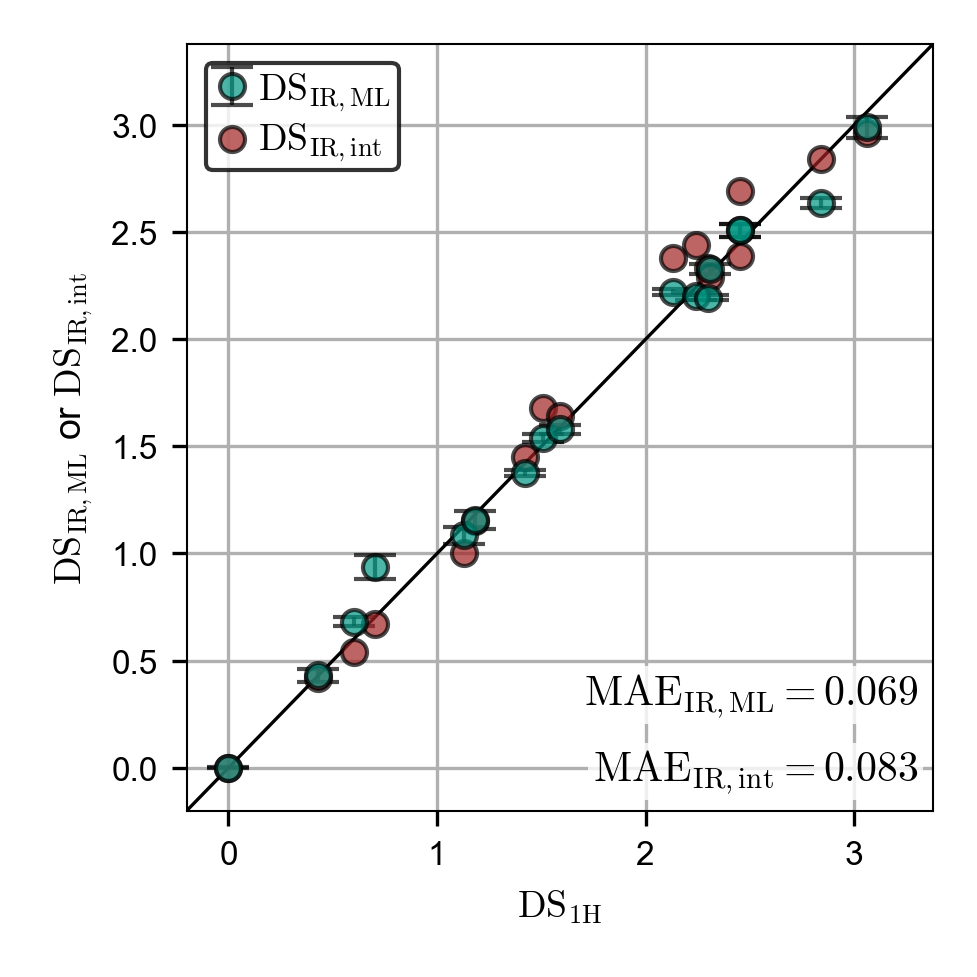 DS_IR, ML
DS_IR, int
3.0
2.5
2.0
1.5
1.0
0.5
0.0
DS_IR, ML or DS_IR, int
MAE_IR, ML = 0.069
MAE_IR, int = 0.083
0 1 2 3
DS_1H